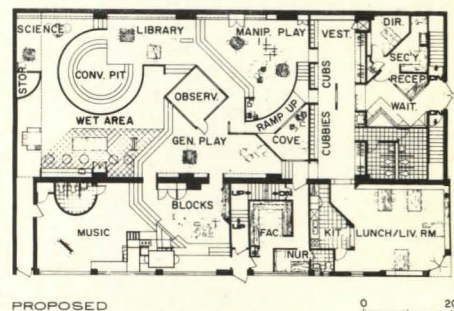 SCIENCE
LIBRARY
MANIP. PLAY
VEST.
DIR.
STOR.
CONV. PIT
CUBS
SEC'Y.
OBSERV.
RECEP.
WET AREA
RAMP UP
WAIT.
GEN. PLAY
COVE
CUBBIES
BLOCKS
MUSIC
FAC.
KIT.
LUNCH/LIV. RM.
NUR.
PROPOSED
0 20